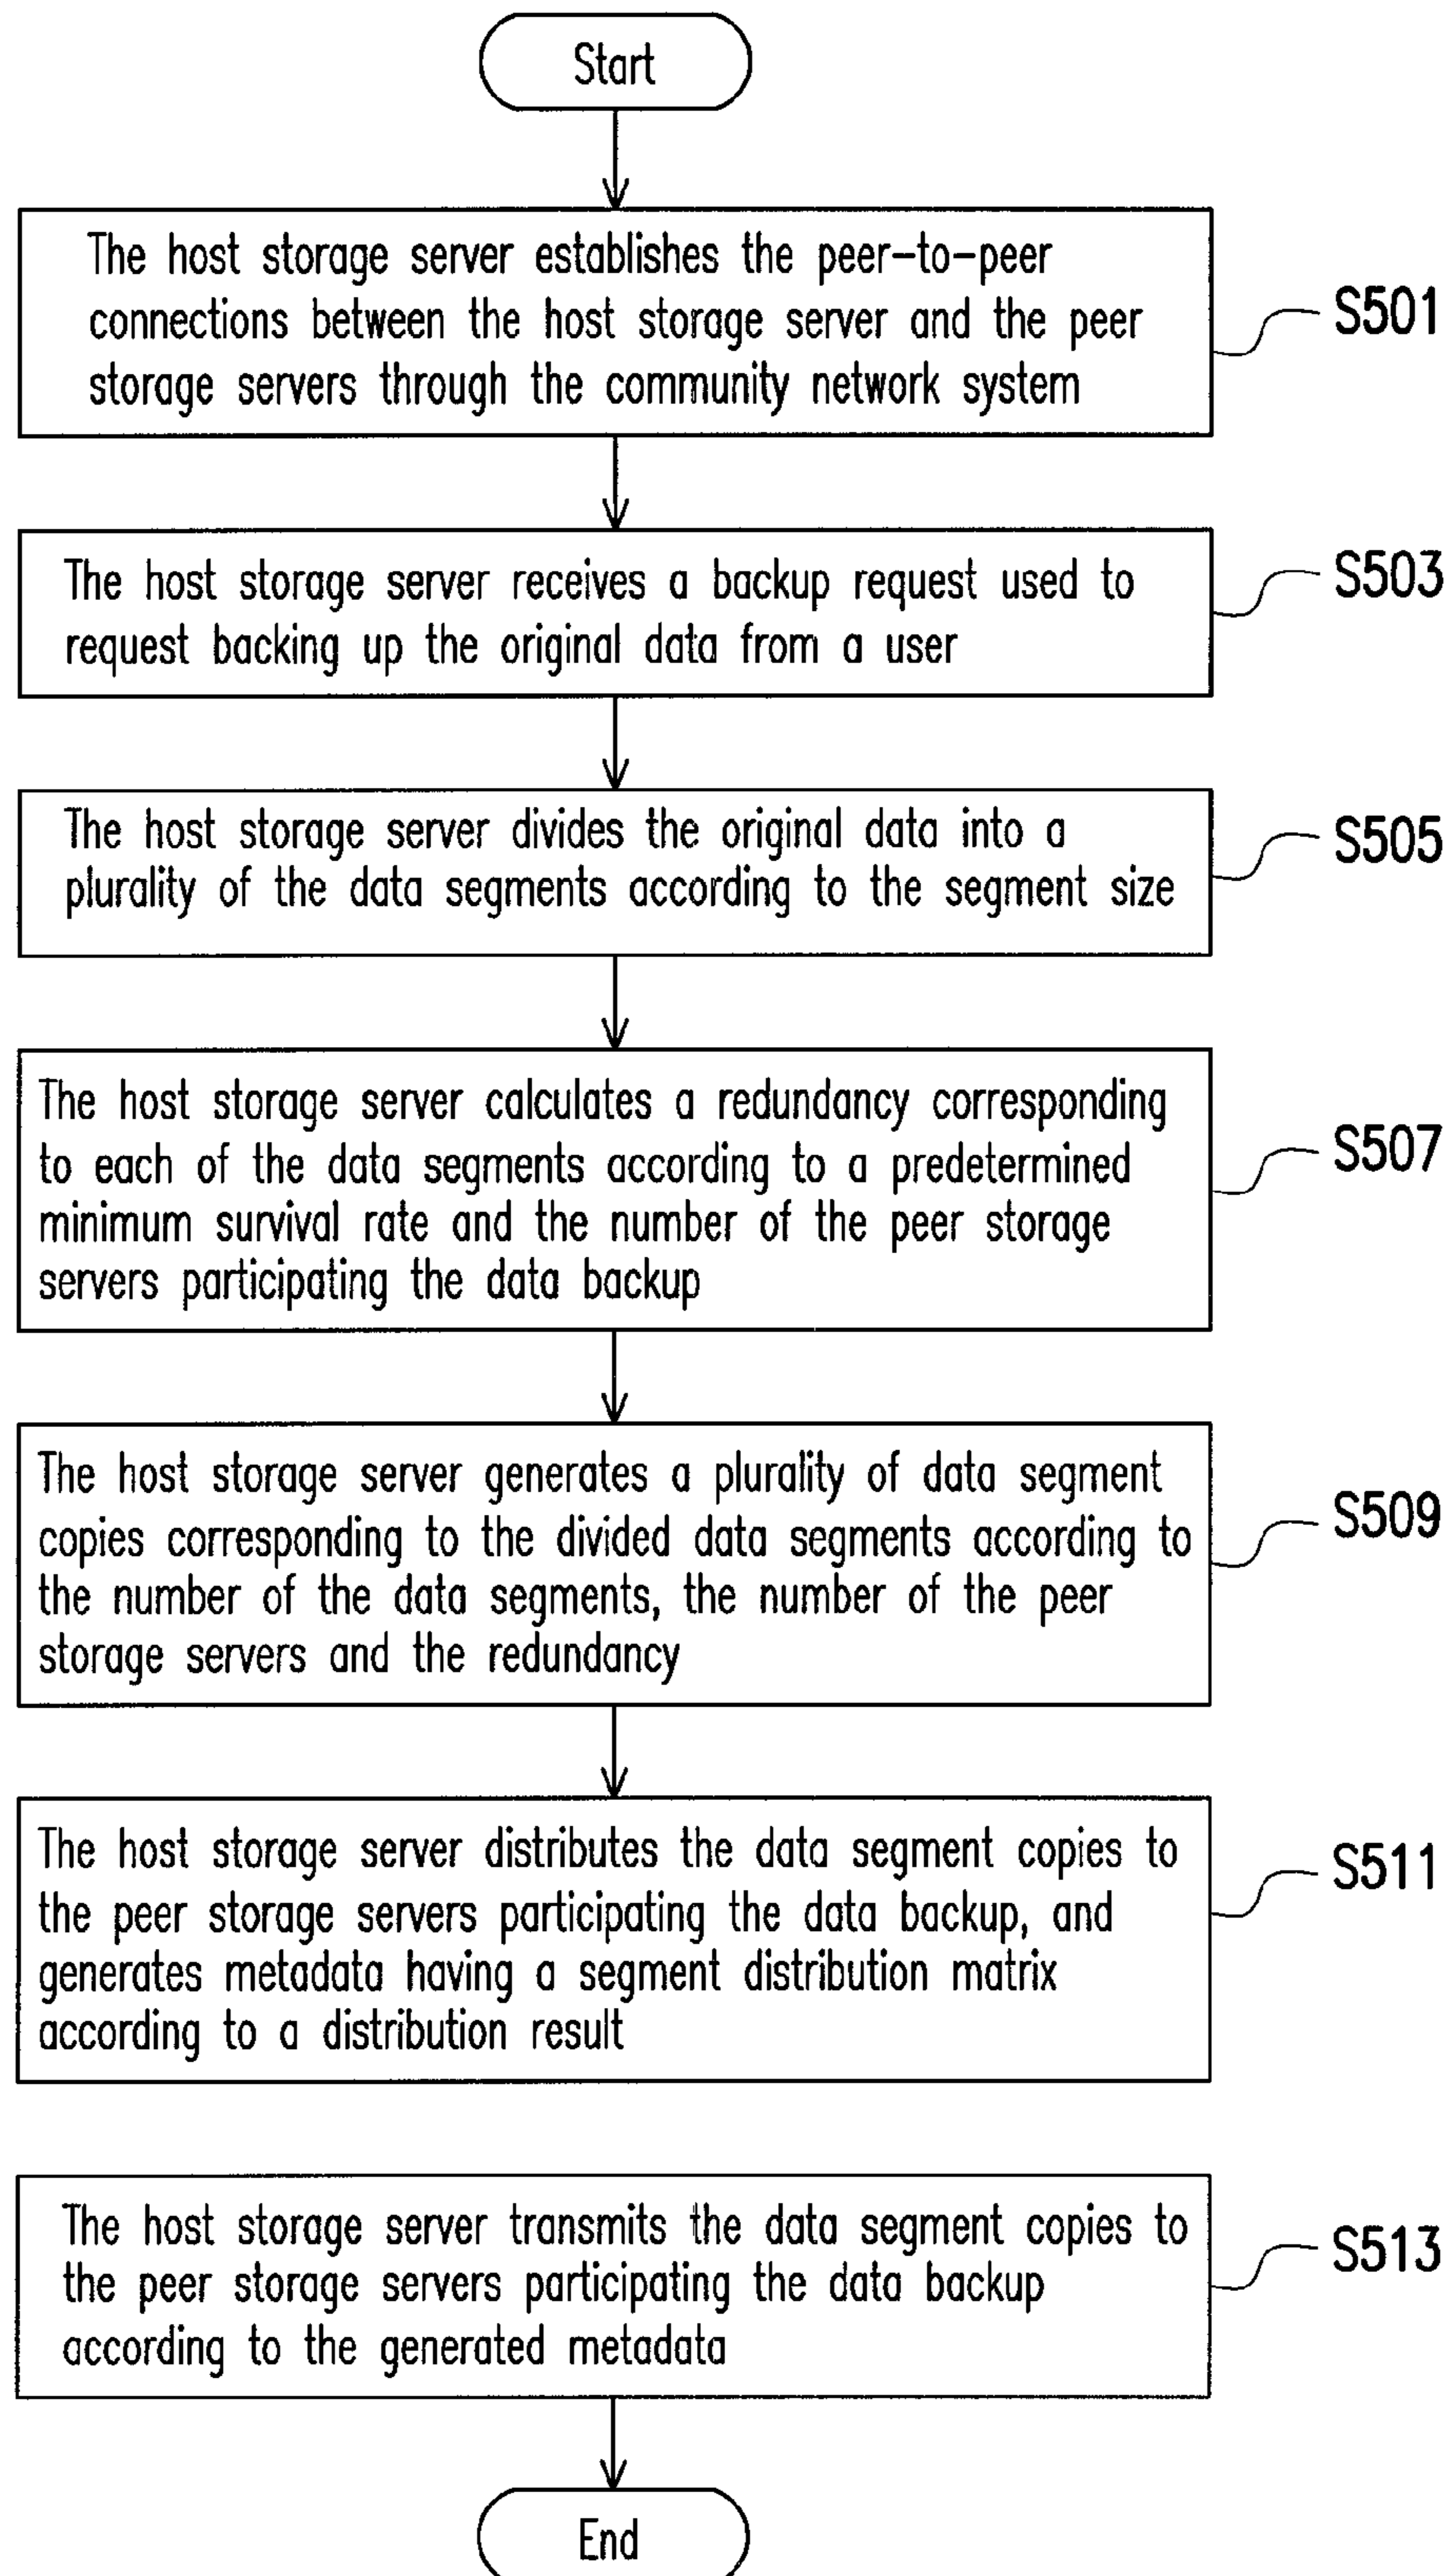 Start
The host storage server establishes the peer-to-peer
connections between the host storage server and the peer
storage servers through the community network system
S501
The host storage server receives a backup request used to
request backing up the original data from a user
S503
The host storage server divides the original data into a
plurality of the data segments according to the segment size
S505
The host storage server calculates a redundancy corresponding
to each of the data segments according to a predetermined
minimum survival rate and the number of the peer storage
servers participating the data backup
S507
The host storage server generates a plurality of data segment
copies corresponding to the divided data segments according to
the number of the data segments, the number of the peer
storage servers and the redundancy
S509
The host storage server distributes the data segment copies to
the peer storage servers participating the data backup, and
generates metadata having a segment distribution matrix
according to a distribution result
S511
The host storage server transmits the data segment copies to
the peer storage servers participating the data backup
according to the generated metadata
S513
End